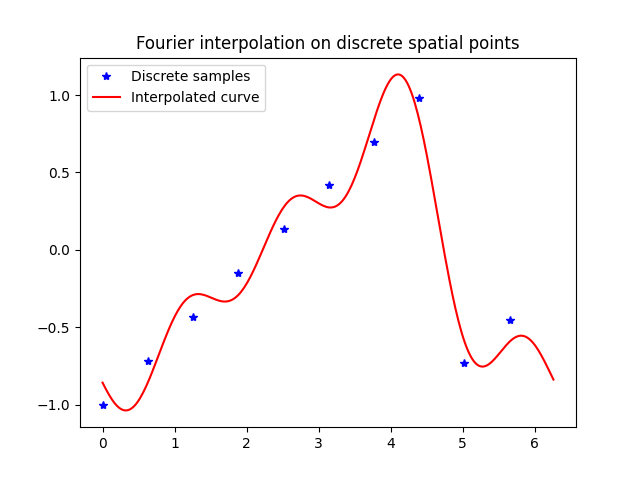 Fourier interpolation on discrete spatial points
Discrete samples
Interpolated curve
1.0
0.5
0.0
−0.5
−1.0
0 1 2 3 4 5 6